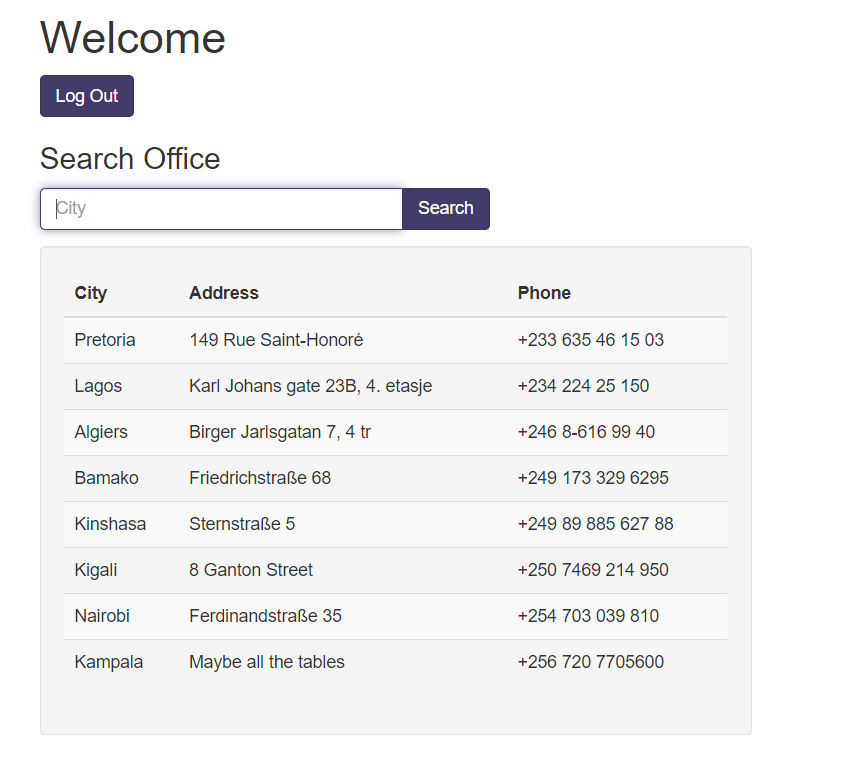 Welcome
Log Out
Search Office
City Search
City Address Phone
Pretoria 149 Rue Saint-Honoré +233 635 46 15 03
Lagos Karl Johans gate 23B, 4. etasje +234 224 25 150
Algiers Birger Jarlsgatan 7, 4 tr +246 8-616 99 40
Bamako Friedrichstraße 68 +249 173 329 6295
Kinshasa Sternstraße 5 +249 89 885 627 88
Kigali 8 Ganton Street +250 7469 214 950
Nairobi Ferdinandstraße 35 +254 703 039 810
Kampala Maybe all the tables +256 720 7705600